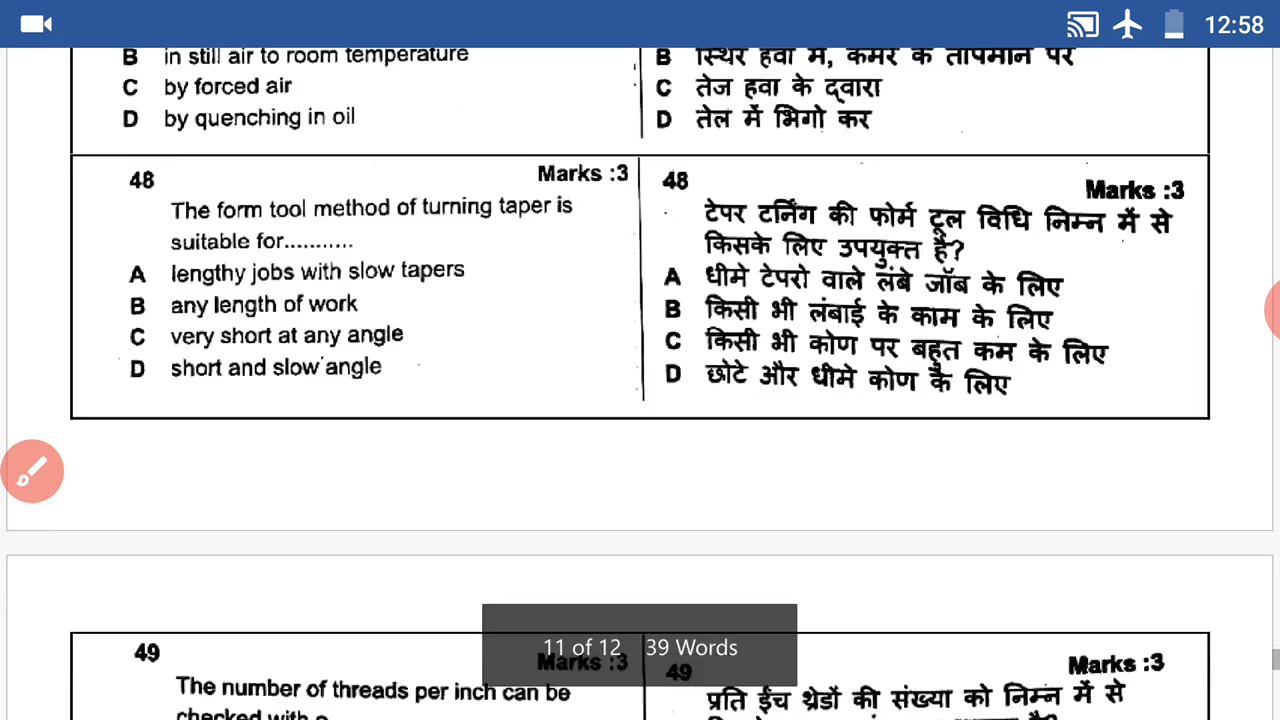 12:58
B in still air to room temperature
C by forced air
D by quenching in oil
B स्थिर हवा में, कमरे के तापमान पर
C तेज हवा के द्वारा
D तेल में भिगो कर
48 Marks :3
The form tool method of turning taper is
suitable for...........
A lengthy jobs with slow tapers
B any length of work
C very short at any angle
D short and slow angle
48 Marks :3
टेपर टर्निंग की फोर्म टूल विधि निम्न में से
किसके लिए उपयुक्त है?
A धीमे टेपरो वाले लंबे जॉब के लिए
B किसी भी लंबाई के काम के लिए
C किसी भी कोण पर बहुत कम के लिए
D छोटे और धीमे कोण के लिए
11 of 12 39 Words
49 Marks :3
The number of threads per inch can be
checked with a
49 Marks :3
प्रति ईंच थ्रेडों की संख्या को निम्न में से